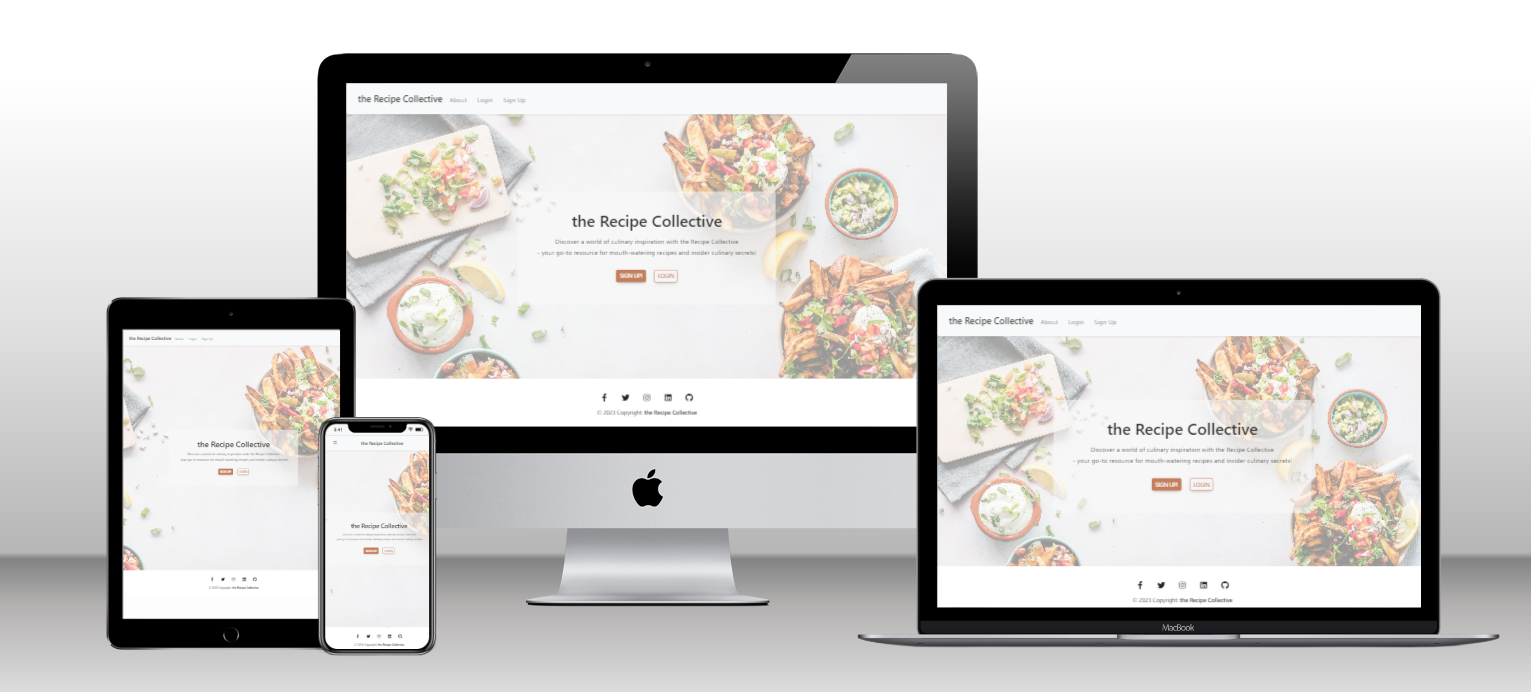 the Recipe Collective About Login Sign Up
the Recipe Collective
Discover a world of culinary inspiration with the Recipe Collective
- your go-to resource for mouth-watering recipes and insider culinary secrets!
SIGN UP! LOGIN
© 2023 Copyright: the Recipe Collective
the Recipe Collective About Login Sign Up
the Recipe Collective
Discover a world of culinary inspiration with the Recipe Collective
- your go-to resource for mouth-watering recipes and insider culinary secrets!
SIGN UP! LOGIN
© 2023 Copyright: the Recipe Collective
MacBook
the Recipe Collective About Login Sign Up
the Recipe Collective
SIGN UP! LOGIN
© 2023 Copyright: the Recipe Collective
9:41
the Recipe Collective
the Recipe Collective
© 2023 Copyright: the Recipe Collective